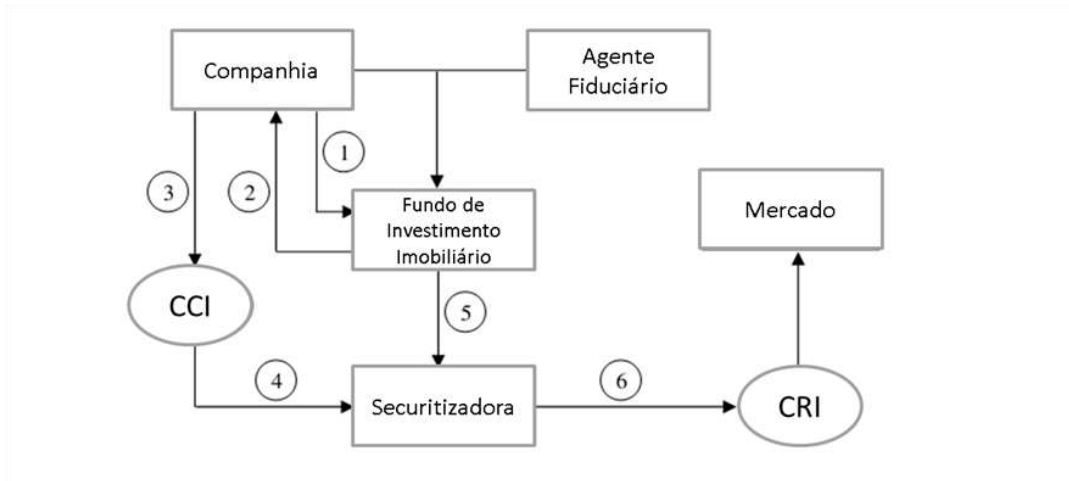 Companhia
Agente
Fiduciário
1
3
2
Fundo de
Investimento
Imobiliário
Mercado
CCI
5
4
Securitizadora
6
CRI